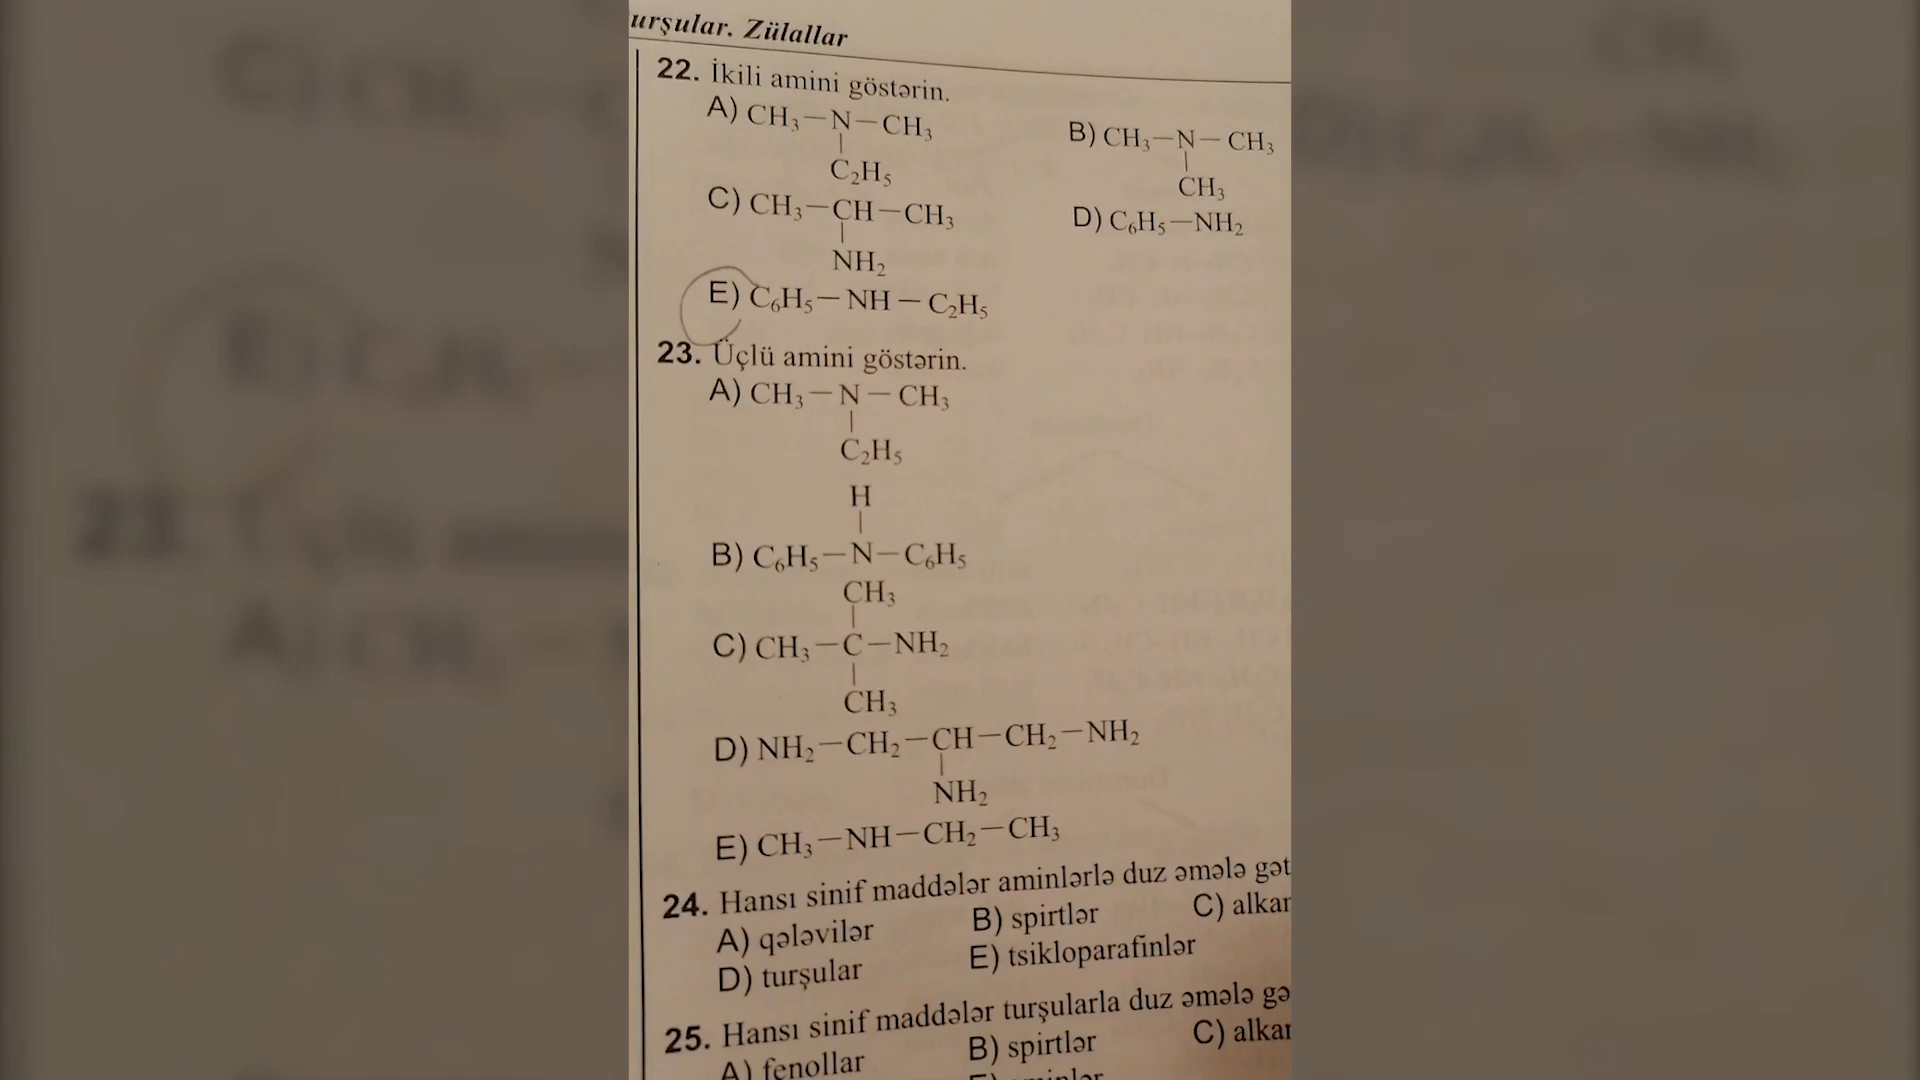 urşular. Zülallar
22. İkili amini göstərin.
A) CH₃—N—CH₃
C₂H₅
B) CH₃—N—CH₃
CH₃
C) CH₃—CH—CH₃
NH₂
D) C₆H₅—NH₂
E) C₆H₅—NH—C₂H₅
23. Üçlü amini göstərin.
A) CH₃—N—CH₃
C₂H₅
H
B) C₆H₅—N—C₆H₅
CH₃
C) CH₃—C—NH₂
CH₃
D) NH₂—CH₂—CH—CH₂—NH₂
NH₂
E) CH₃—NH—CH₂—CH₃
24. Hansı sinif maddələr aminlərlə duz əmələ gət
A) qələvilər B) spirtlər C) alkan
D) turşular E) tsikloparafinlər
25. Hansı sinif maddələr turşularla duz əmələ gə
A) fenollar B) spirtlər C) alkan